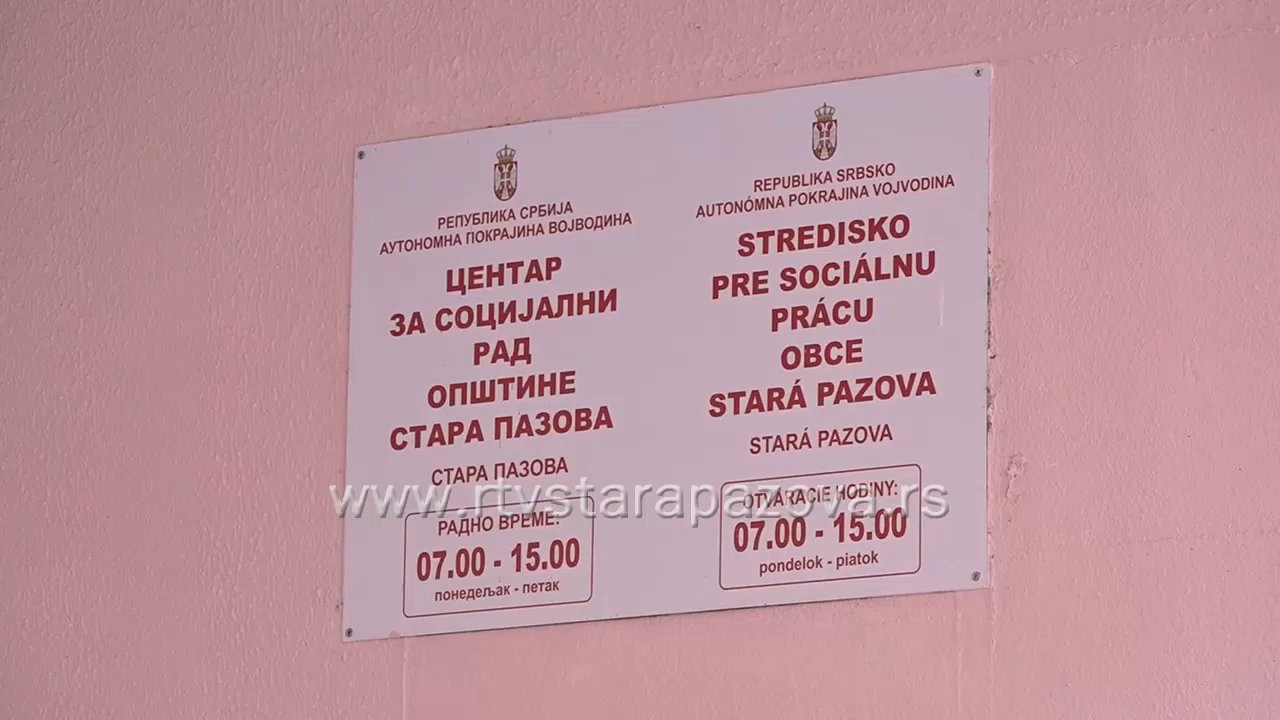 РЕПУБЛИКА СРБИЈА
АУТОНОМНА ПОКРАЈИНА ВОЈВОДИНА
ЦЕНТАР
ЗА СОЦИЈАЛНИ
РАД
ОПШТИНЕ
СТАРА ПАЗОВА
СТАРА ПАЗОВА
РАДНО ВРЕМЕ:
07.00 - 15.00
понедељак - петак
REPUBLIKA SRBSKO
AUTONÓMNA POKRAJINA VOJVODINA
STREDISKO
PRE SOCIÁLNU
PRÁCU
OBCE
STARÁ PAZOVA
STARÁ PAZOVA
OTVÁRACIE HODINY:
07.00 - 15.00
pondelok - piatok
www.rtvstarapazova.rs